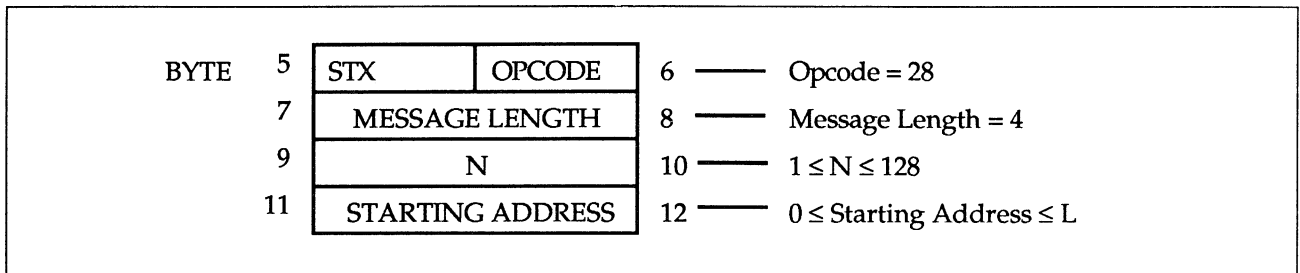 BYTE 5 STX OPCODE 6 Opcode = 28
7 MESSAGE LENGTH 8 Message Length = 4
9 N 10 1 ≤ N ≤ 128
11 STARTING ADDRESS 12 0 ≤ Starting Address ≤ L